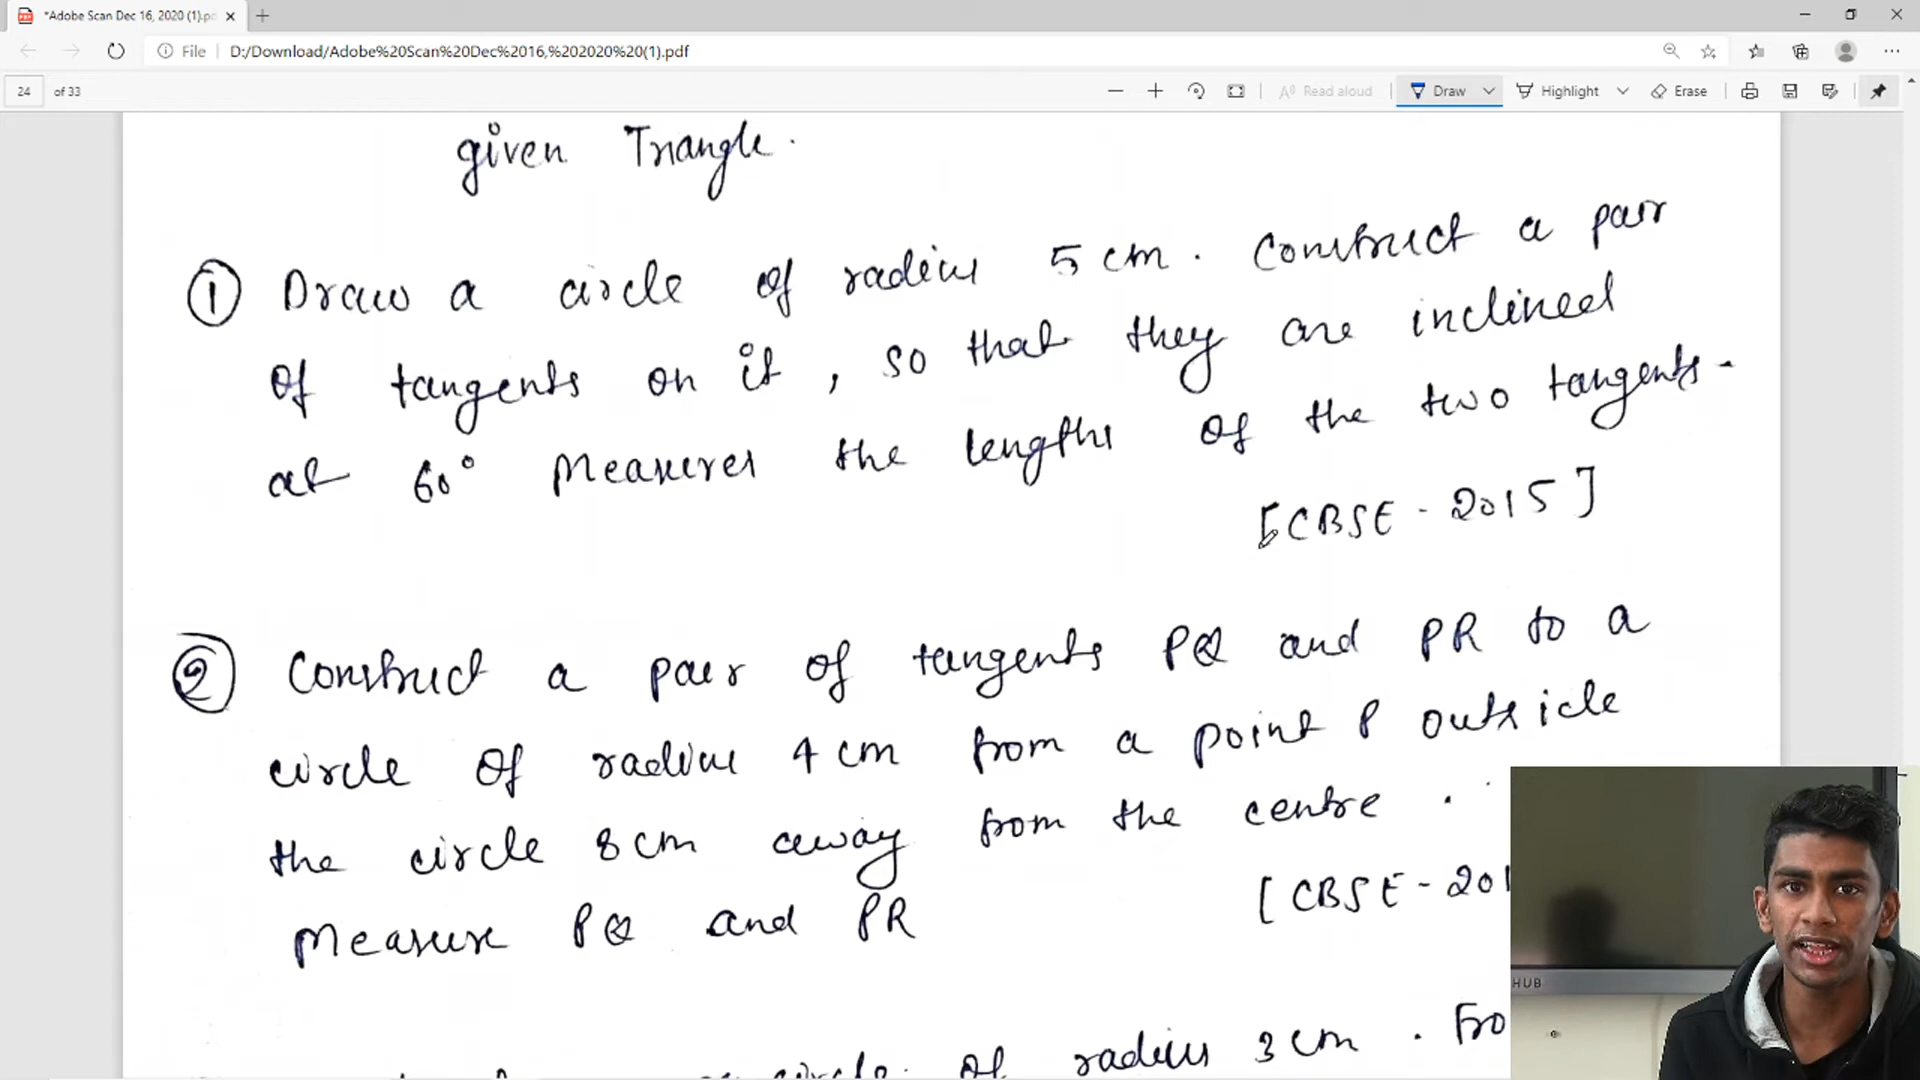 *Adobe Scan Dec 16, 2020 (1).pd
File D:/Download/Adobe%20Scan%20Dec%2016,%202020%20(1).pdf
24 of 33 Read aloud Draw Highlight Erase
given Triangle.
① Draw a circle of radius 5 cm. Construct a pair
of tangents on it, so that they are inclined
at 60° Measures the lengths of the two tangents.
[CBSE - 2015]
② Construct a pair of tangents PQ and PR to a
circle of radius 4 cm from a point P outside
the circle 8 cm away from the centre.
Measure PQ and PR
[CBSE - 201
circle of radius 3 cm. Fro
HUB